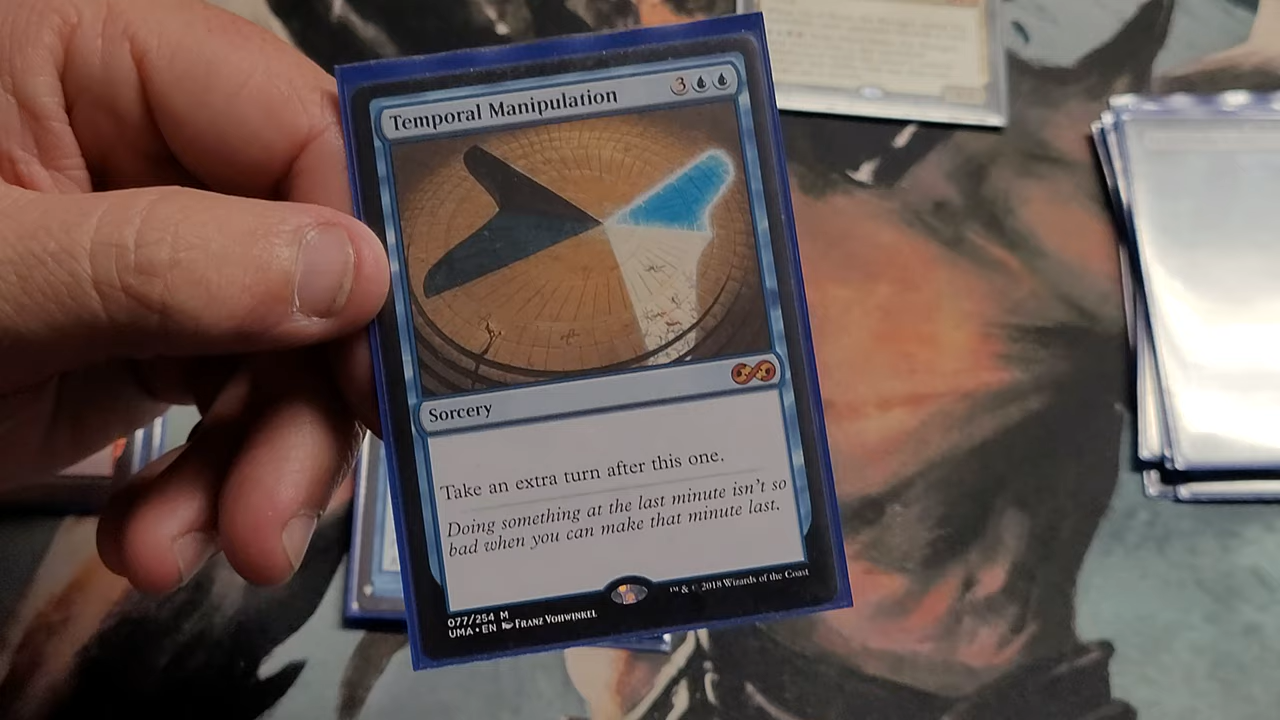 Temporal Manipulation 3
Sorcery
Take an extra turn after this one.
Doing something at the last minute isn't so
bad when you can make that minute last.
077/254 M
UMA • EN Franz Vohwinkel
™ & © 2018 Wizards of the Coast